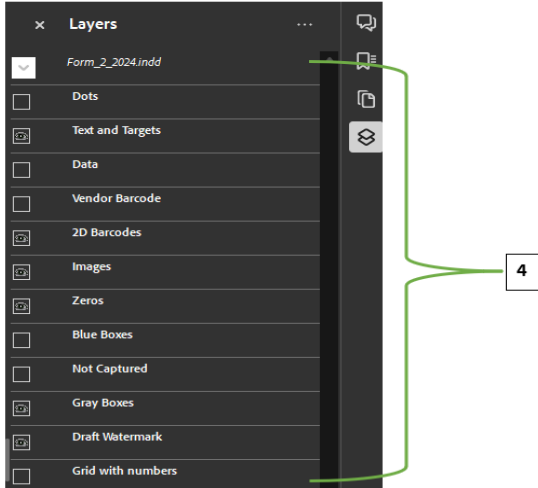 Layers
Form_2_2024.indd
Dots
Text and Targets
Data
Vendor Barcode
2D Barcodes
Images
Zeros
Blue Boxes
Not Captured
Gray Boxes
Draft Watermark
Grid with numbers
4